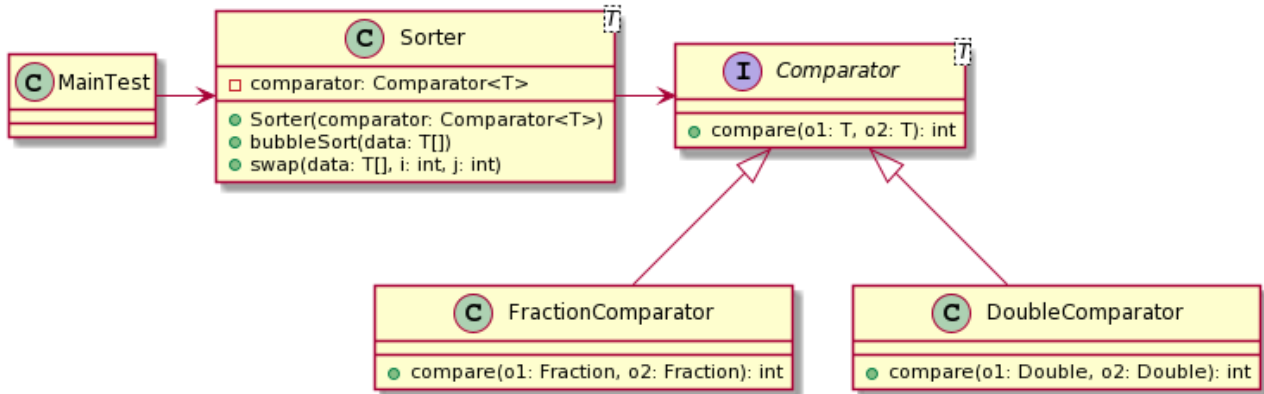 C MainTest
C Sorter
T
comparator: Comparator<T>
Sorter(comparator: Comparator<T>)
bubbleSort(data: T[])
swap(data: T[], i: int, j: int)
I Comparator
T
compare(o1: T, o2: T): int
C FractionComparator
compare(o1: Fraction, o2: Fraction): int
C DoubleComparator
compare(o1: Double, o2: Double): int